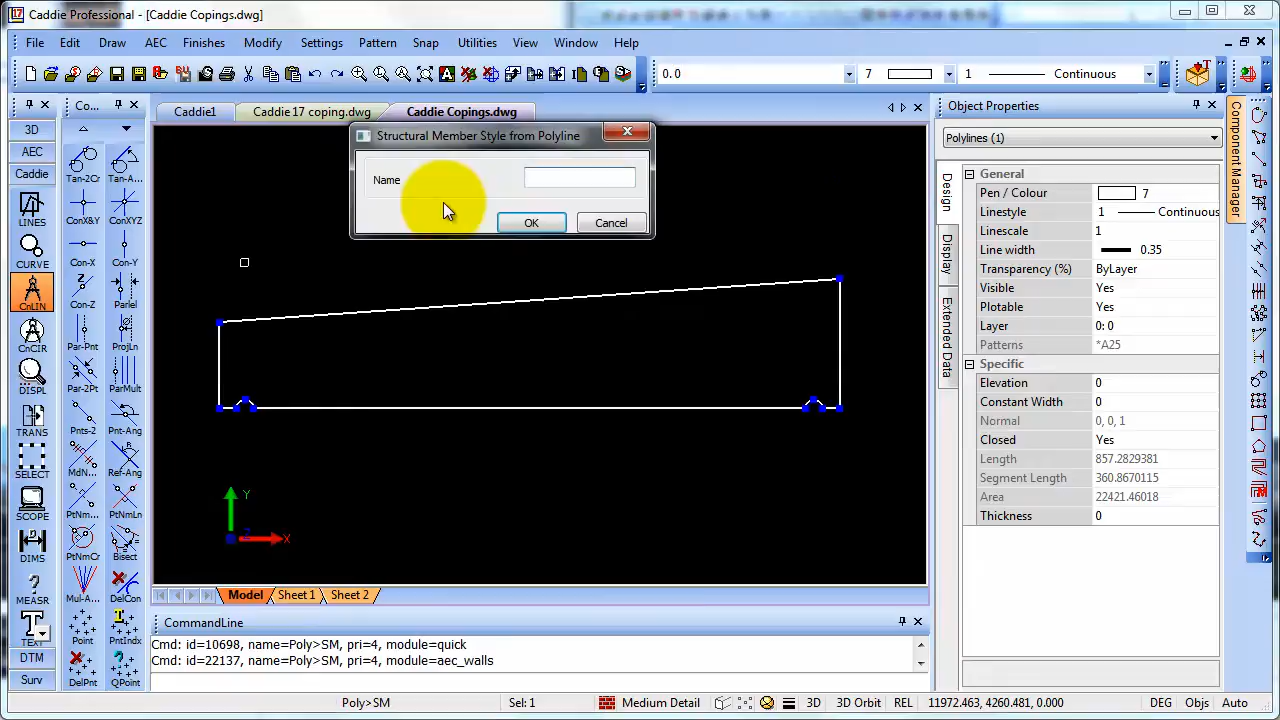 17 Caddie Professional - [Caddie Copings.dwg]
File Edit Draw AEC Finishes Modify Settings Pattern Snap Utilities View Window Help
0.0 7 1 Continuous
Co...
Caddie1 Caddie 17 coping.dwg Caddie Copings.dwg
Object Properties
Structural Member Style from Polyline
Name
OK Cancel
3D
AEC
Caddie
LINES
CURVE
CnLIN
CnCIR
DISPL
TRANS
SELECT
SCOPE
DIMS
MEASR
TEXT
DTM
Surv
Tan-2Cr Tan-A...
ConX&Y ConXYZ
Con-X Con-Y
Con-Z Parlel
Par-Pnt ProjLn
Par-2Pt ParMult
Pnts-2... Pnt-Ang
MdN... Ref-Ang
PtNm... PtNmLn
PtNmCr Bisect
Mul-A... DelCon
Point PntIndx
DelPnt QPoint
Y
Z X
Model Sheet 1 Sheet 2
CommandLine
Cmd: id=10698, name=Poly>SM, pri=4, module=quick
Cmd: id=22137, name=Poly>SM, pri=4, module=aec_walls
Polylines (1)
Design
Display
Extended Data
General
Pen / Colour 7
Linestyle 1 Continuous
Linescale 1
Line width 0.35
Transparency (%) ByLayer
Visible Yes
Plotable Yes
Layer 0: 0
Patterns *A25
Specific
Elevation 0
Constant Width 0
Normal 0, 0, 1
Closed Yes
Length 857.2829381
Segment Length 360.8670115
Area 22421.46018
Thickness 0
Component Manager
Poly>SM Sel: 1 Medium Detail 3D 3D Orbit REL 11972.463, 4260.481, 0.000 DEG Objs Auto